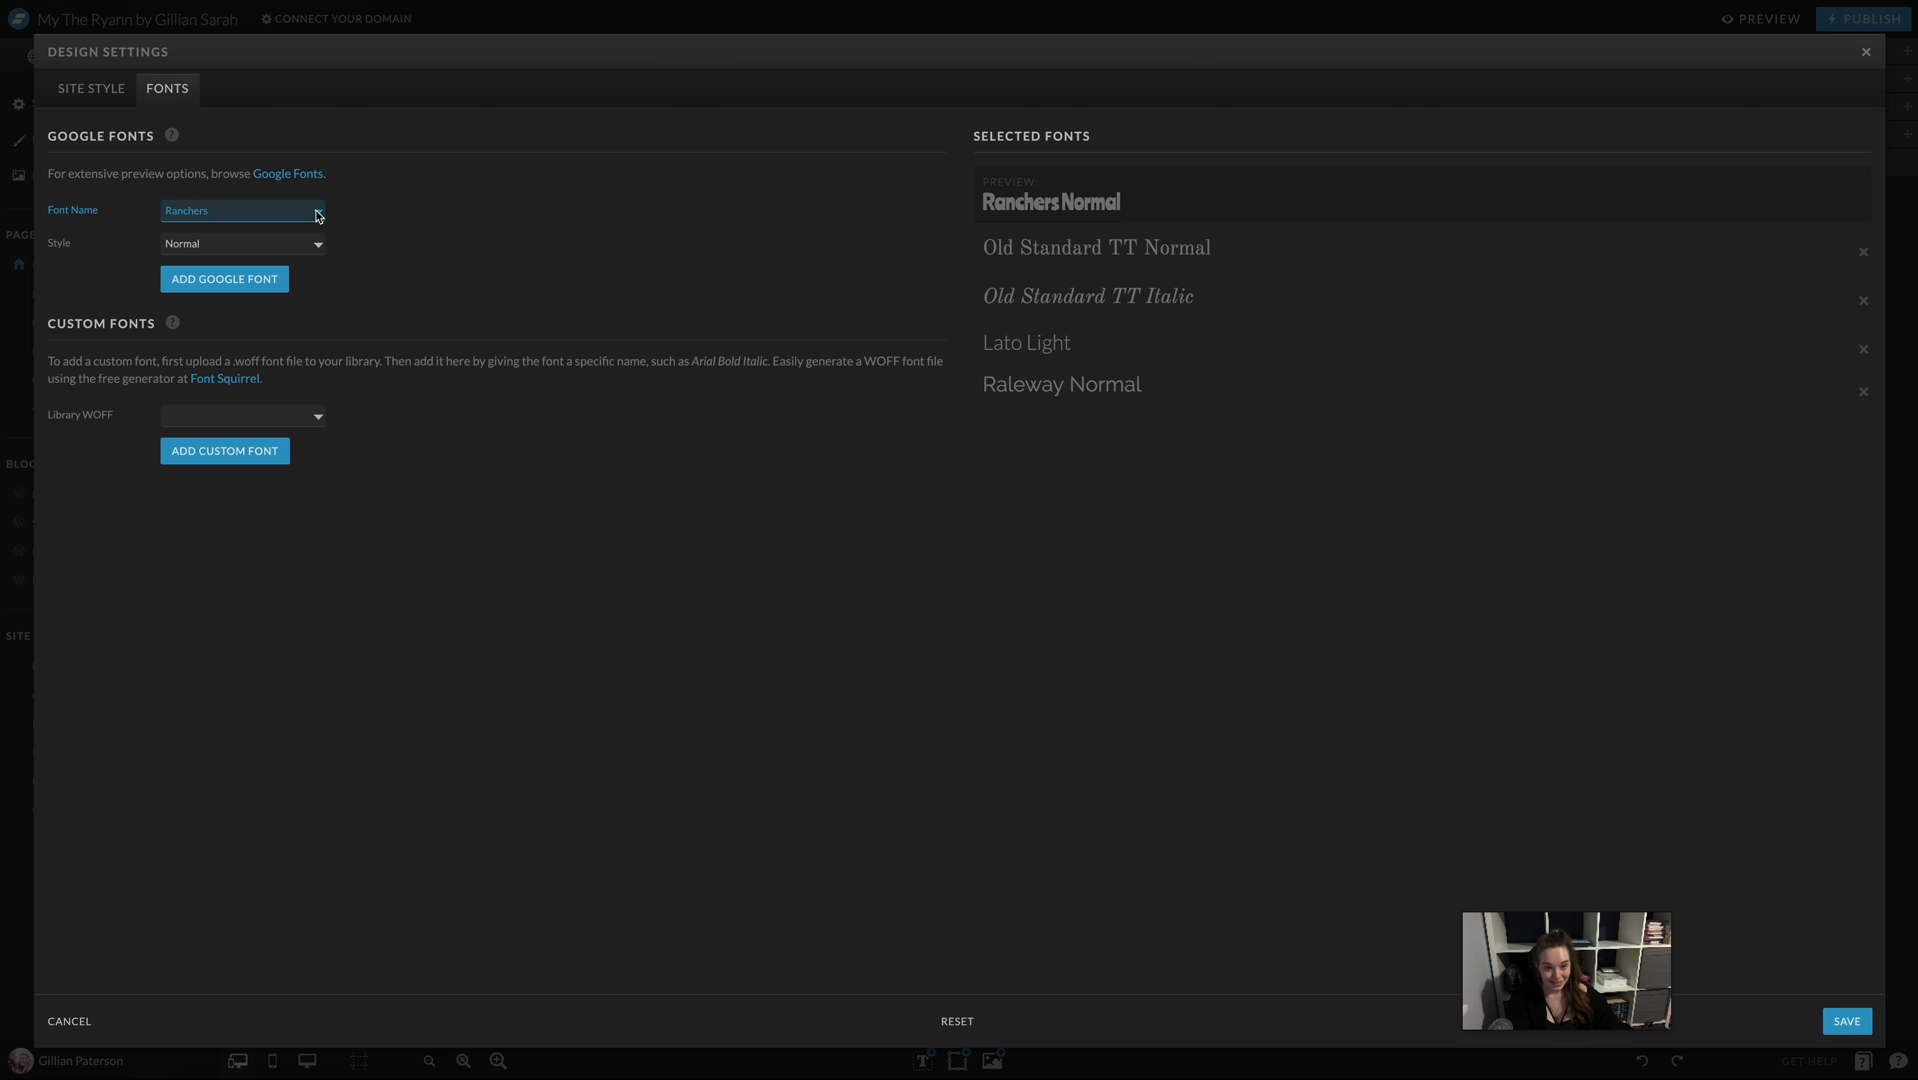 My The Ryann by Gillian Sarah
CONNECT YOUR DOMAIN
PREVIEW
PUBLISH
DESIGN SETTINGS
SITE STYLE
FONTS
GOOGLE FONTS
For extensive preview options, browse Google Fonts.
Font Name
Ranchers
Style
Normal
ADD GOOGLE FONT
CUSTOM FONTS
To add a custom font, first upload a .woff font file to your library. Then add it here by giving the font a specific name, such as Arial Bold Italic. Easily generate a WOFF font file
using the free generator at Font Squirrel.
Library WOFF
ADD CUSTOM FONT
SELECTED FONTS
PREVIEW:
Ranchers Normal
Old Standard TT Normal
Old Standard TT Italic
Lato Light
Raleway Normal
SITE
CANCEL
RESET
SAVE
Gillian Paterson
GET HELP